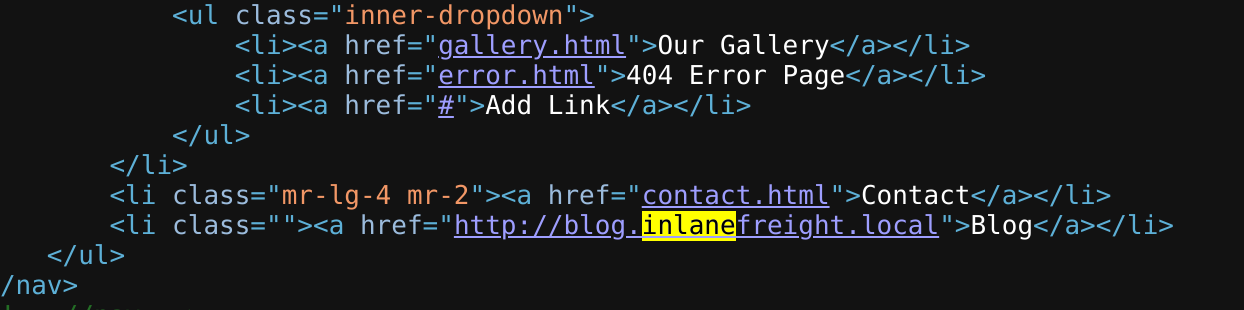 <ul class="inner-dropdown">
<li><a href="gallery.html">Our Gallery</a></li>
<li><a href="error.html">404 Error Page</a></li>
<li><a href="#">Add Link</a></li>
</ul>
</li>
<li class="mr-lg-4 mr-2"><a href="contact.html">Contact</a></li>
<li class=""><a href="http://blog.inlanefreight.local">Blog</a></li>
</ul>
/nav>